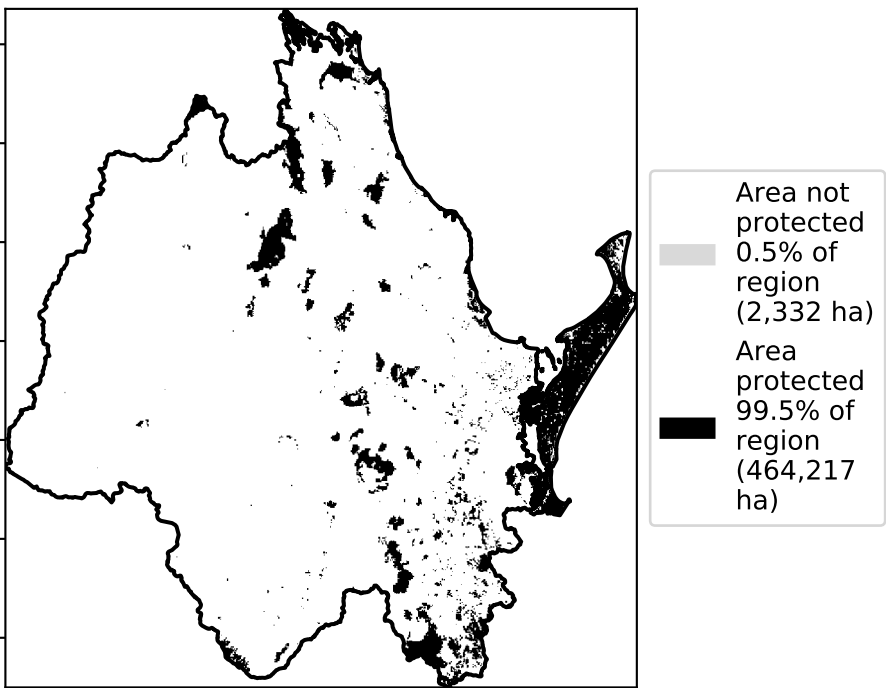 Area not
protected
0.5% of
region
(2,332 ha)
Area
protected
99.5% of
region
(464,217
ha)